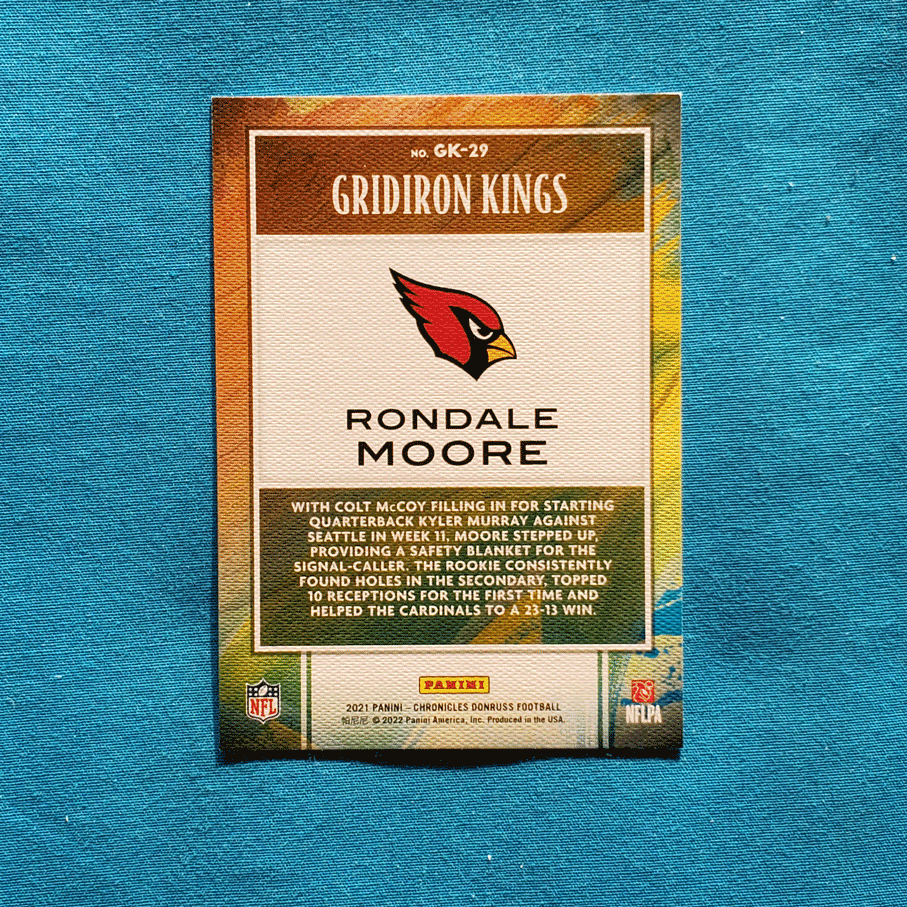 NO. GK-29
GRIDIRON KINGS
RONDALE
MOORE
WITH COLT McCOY FILLING IN FOR STARTING
QUARTERBACK KYLER MURRAY AGAINST
SEATTLE IN WEEK 11, MOORE STEPPED UP,
PROVIDING A SAFETY BLANKET FOR THE
SIGNAL-CALLER. THE ROOKIE CONSISTENTLY
FOUND HOLES IN THE SECONDARY, TOPPED
10 RECEPTIONS FOR THE FIRST TIME AND
HELPED THE CARDINALS TO A 23-13 WIN.
PANINI
NFL
2021 PANINI – CHRONICLES DONRUSS FOOTBALL
帕尼尼 © 2022 Panini America, Inc. Produced in the USA.
NFLPA